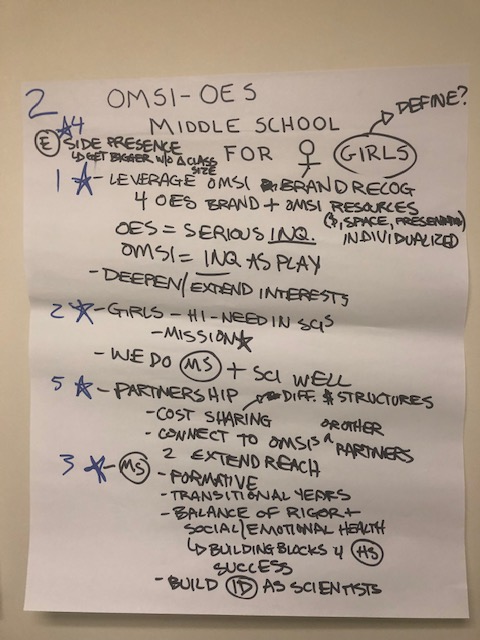 2 OMSI-OES
MIDDLE SCHOOL
FOR ♀ GIRLS → DEFINE?
☆4
E SIDE PRESENCE
↳ GET BIGGER W/O Δ CLASS SIZE
1 ☆ - LEVERAGE OMSI BRAND RECOG
4 OES BRAND + OMSI RESOURCES
($, SPACE, PRESENTATION)
OES = SERIOUS INQ. INDIVIDUALIZED
OMSI = INQ AS PLAY
- DEEPEN/EXTEND INTERESTS
2 ☆ - GIRLS - HI-NEED IN SCIS
- MISSION ☆
- WE DO MS + SCI WELL
5 ☆ - PARTNERSHIP → DIFF. $ STRUCTURES
- COST SHARING
- CONNECT TO OMSIS ^ OR OTHER PARTNERS
2 EXTEND REACH
3 ☆ - MS - FORMATIVE
- TRANSITIONAL YEARS
- BALANCE OF RIGOR +
SOCIAL/EMOTIONAL HEALTH
↳ BUILDING BLOCKS 4 HS
SUCCESS
- BUILD ID AS SCIENTISTS